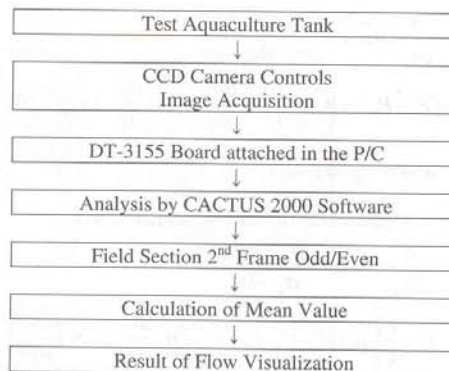 Test Aquaculture Tank
↓
CCD Camera Controls
Image Acquisition
↓
DT-3155 Board attached in the P/C
↓
Analysis by CACTUS 2000 Software
↓
Field Section 2nd Frame Odd/Even
↓
Calculation of Mean Value
↓
Result of Flow Visualization